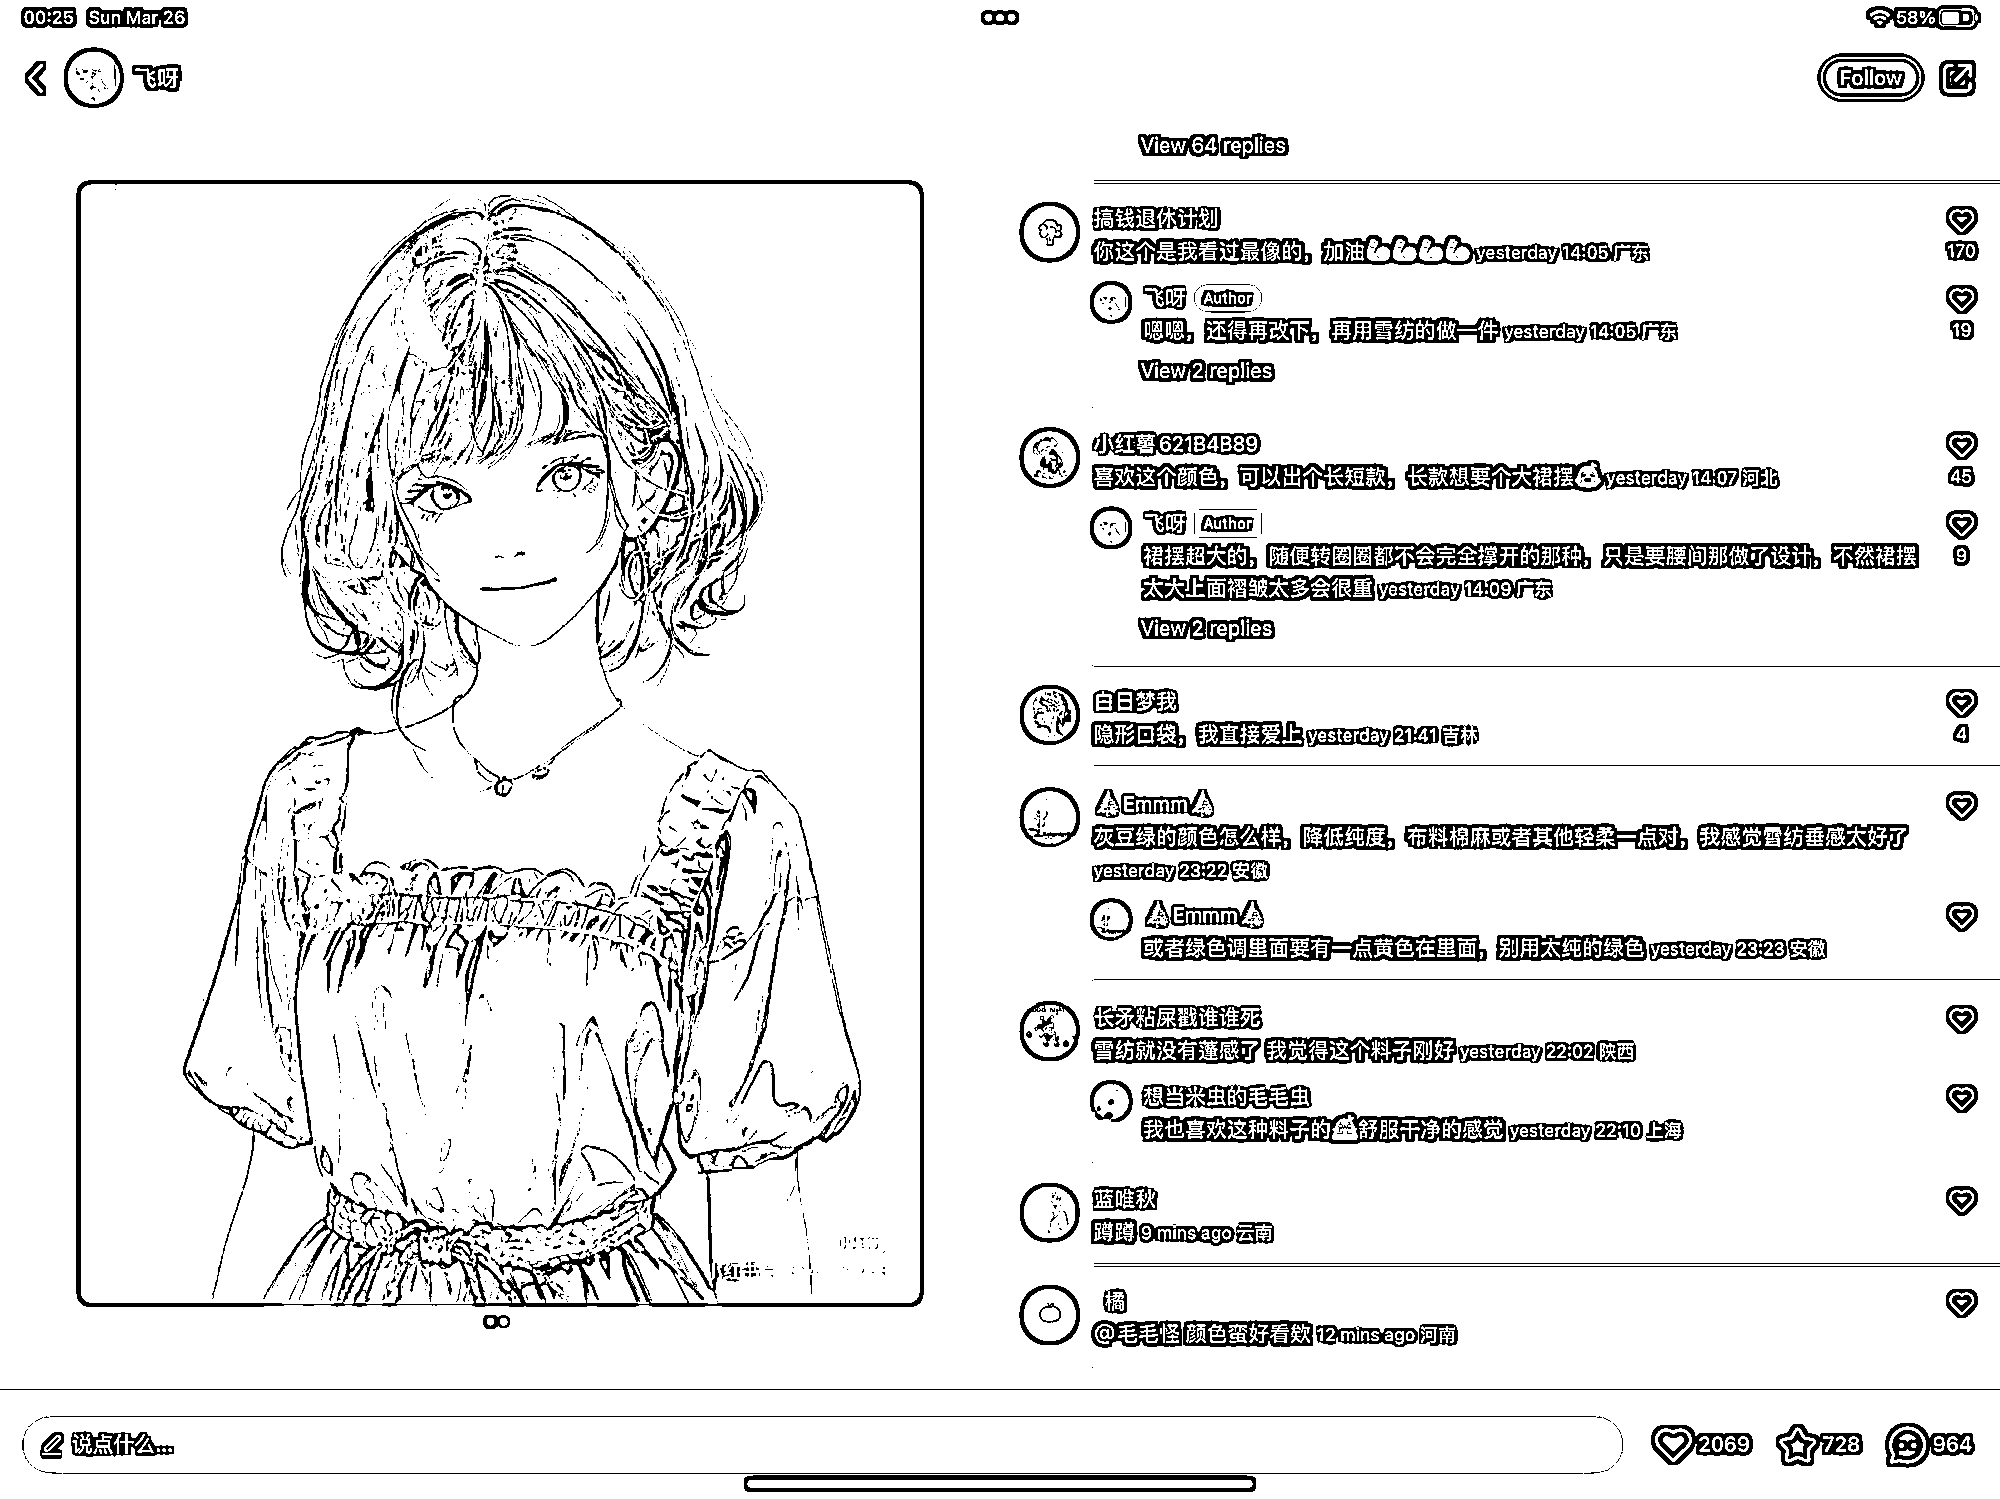 00:25 Sun Mar 26
58%
飞呀
Follow
View 64 replies
搞钱退休计划
你这个是我看过最像的，加油💪💪💪💪 yesterday 14:05 广东
170
飞呀 Author
嗯嗯，还得再改下，再用雪纺的做一件 yesterday 14:05 广东
19
View 2 replies
小红薯621B4B89
喜欢这个颜色，可以出个长短款，长款想要个大裙摆 yesterday 14:07 河北
45
飞呀 Author
裙摆超大的，随便转圈圈都不会完全撑开的那种，只是要腰间那做了设计，不然裙摆
太大上面褶皱太多会很重 yesterday 14:09 广东
9
View 2 replies
白日梦我
隐形口袋，我直接爱上 yesterday 21:41 吉林
4
Emmm
灰豆绿的颜色怎么样，降低纯度，布料棉麻或者其他轻柔一点对，我感觉雪纺垂感太好了
yesterday 23:22 安徽
Emmm
或者绿色调里面要有一点黄色在里面，别用太纯的绿色 yesterday 23:23 安徽
长矛粘屎戳谁谁死
雪纺就没有蓬感了 我觉得这个料子刚好 yesterday 22:02 陕西
想当米虫的毛毛虫
我也喜欢这种料子的 舒服干净的感觉 yesterday 22:10 上海
蓝唯秋
蹲蹲 9 mins ago 云南
橘
@毛毛怪 颜色蛮好看欸 12 mins ago 河南
说点什么...
2069
728
964